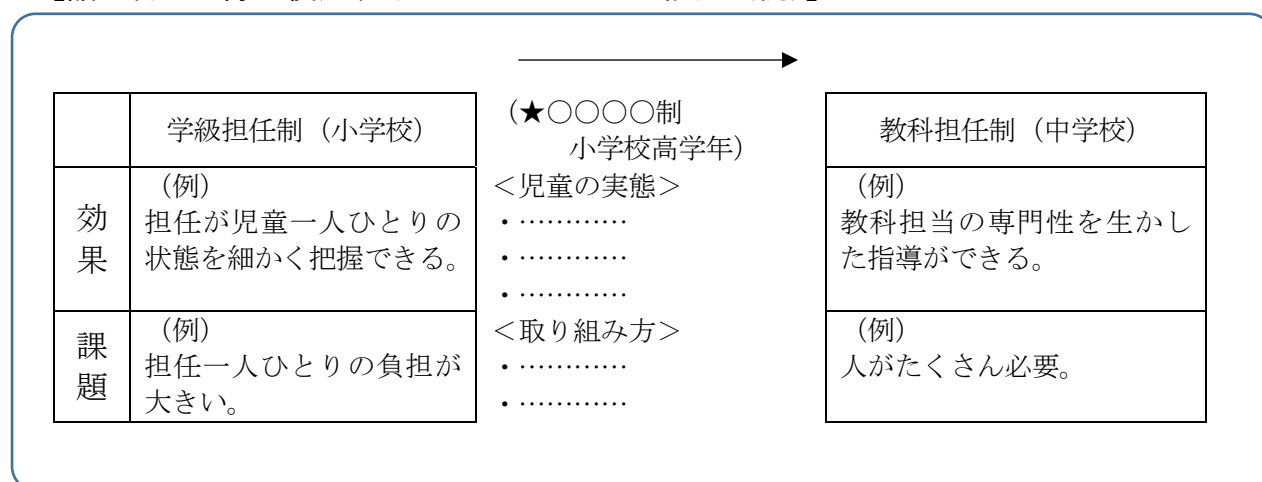 学級担任制（小学校）
(★〇〇〇〇制
小学校高学年)
教科担任制（中学校）
効果
（例）
担任が児童一人ひとりの
状態を細かく把握できる。
＜児童の実態＞
・…………
・…………
・…………
（例）
教科担当の専門性を生かし
た指導ができる。
課題
（例）
担任一人ひとりの負担が
大きい。
＜取り組み方＞
・…………
・…………
（例）
人がたくさん必要。